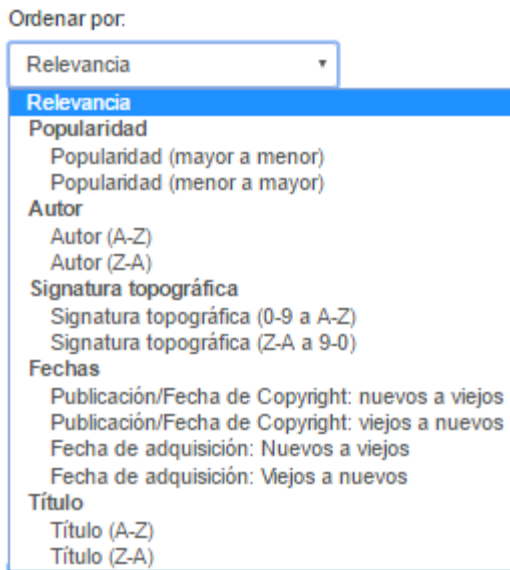 Ordenar por:
Relevancia
Relevancia
Popularidad
Popularidad (mayor a menor)
Popularidad (menor a mayor)
Autor
Autor (A-Z)
Autor (Z-A)
Signatura topográfica
Signatura topográfica (0-9 a A-Z)
Signatura topográfica (Z-A a 9-0)
Fechas
Publicación/Fecha de Copyright: nuevos a viejos
Publicación/Fecha de Copyright: viejos a nuevos
Fecha de adquisición: Nuevos a viejos
Fecha de adquisición: Viejos a nuevos
Título
Título (A-Z)
Título (Z-A)